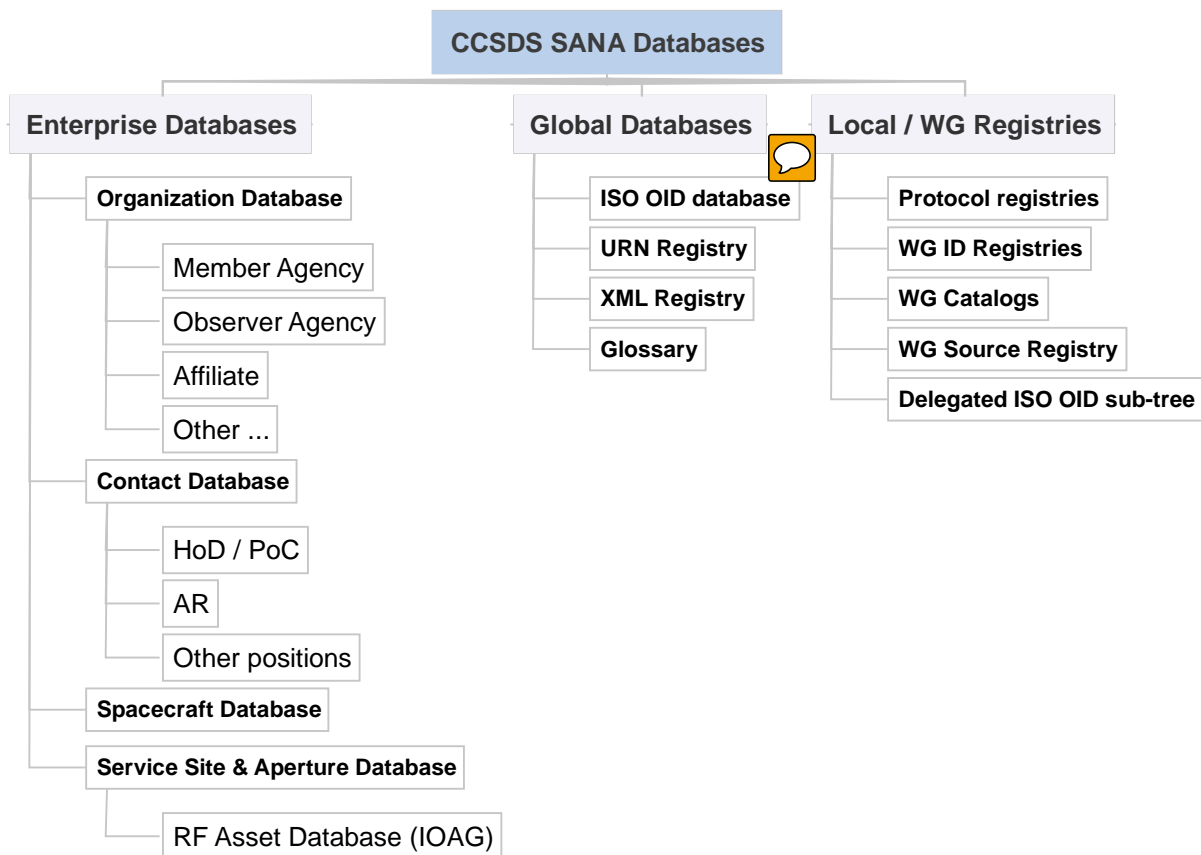 CCSDS SANA Databases
Enterprise Databases
Organization Database
Member Agency
Observer Agency
Affiliate
Other ...
Contact Database
HoD / PoC
AR
Other positions
Spacecraft Database
Service Site & Aperture Database
RF Asset Database (IOAG)
Global Databases
ISO OID database
URN Registry
XML Registry
Glossary
Local / WG Registries
Protocol registries
WG ID Registries
WG Catalogs
WG Source Registry
Delegated ISO OID sub-tree